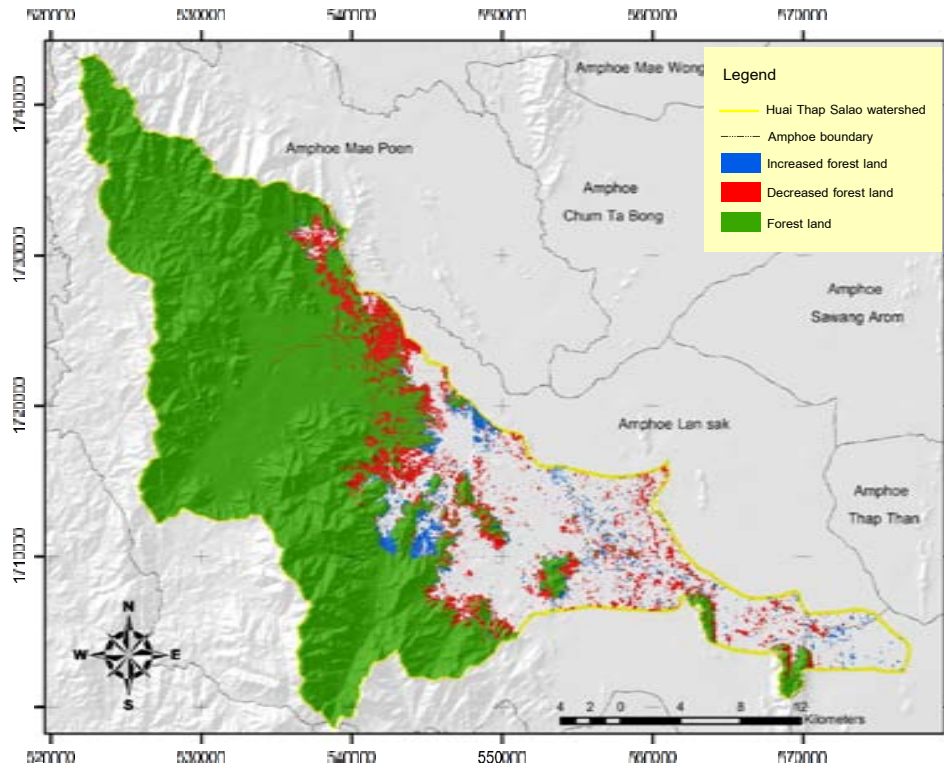 520000 530000 540000 550000 560000 570000
Legend
Huai Thap Salao watershed
Amphoe boundary
Increased forest land
Decreased forest land
Forest land
Amphoe Mae Wong
Amphoe Mae Poen
Amphoe
Chum Ta Bong
Amphoe
Sawang Arom
Amphoe Lan sak
Amphoe
Thap Than
1740000
1730000
1720000
1710000
N
W E
S
4 2 0 4 8 12
Kilometers
520000 530000 540000 550000 560000 570000